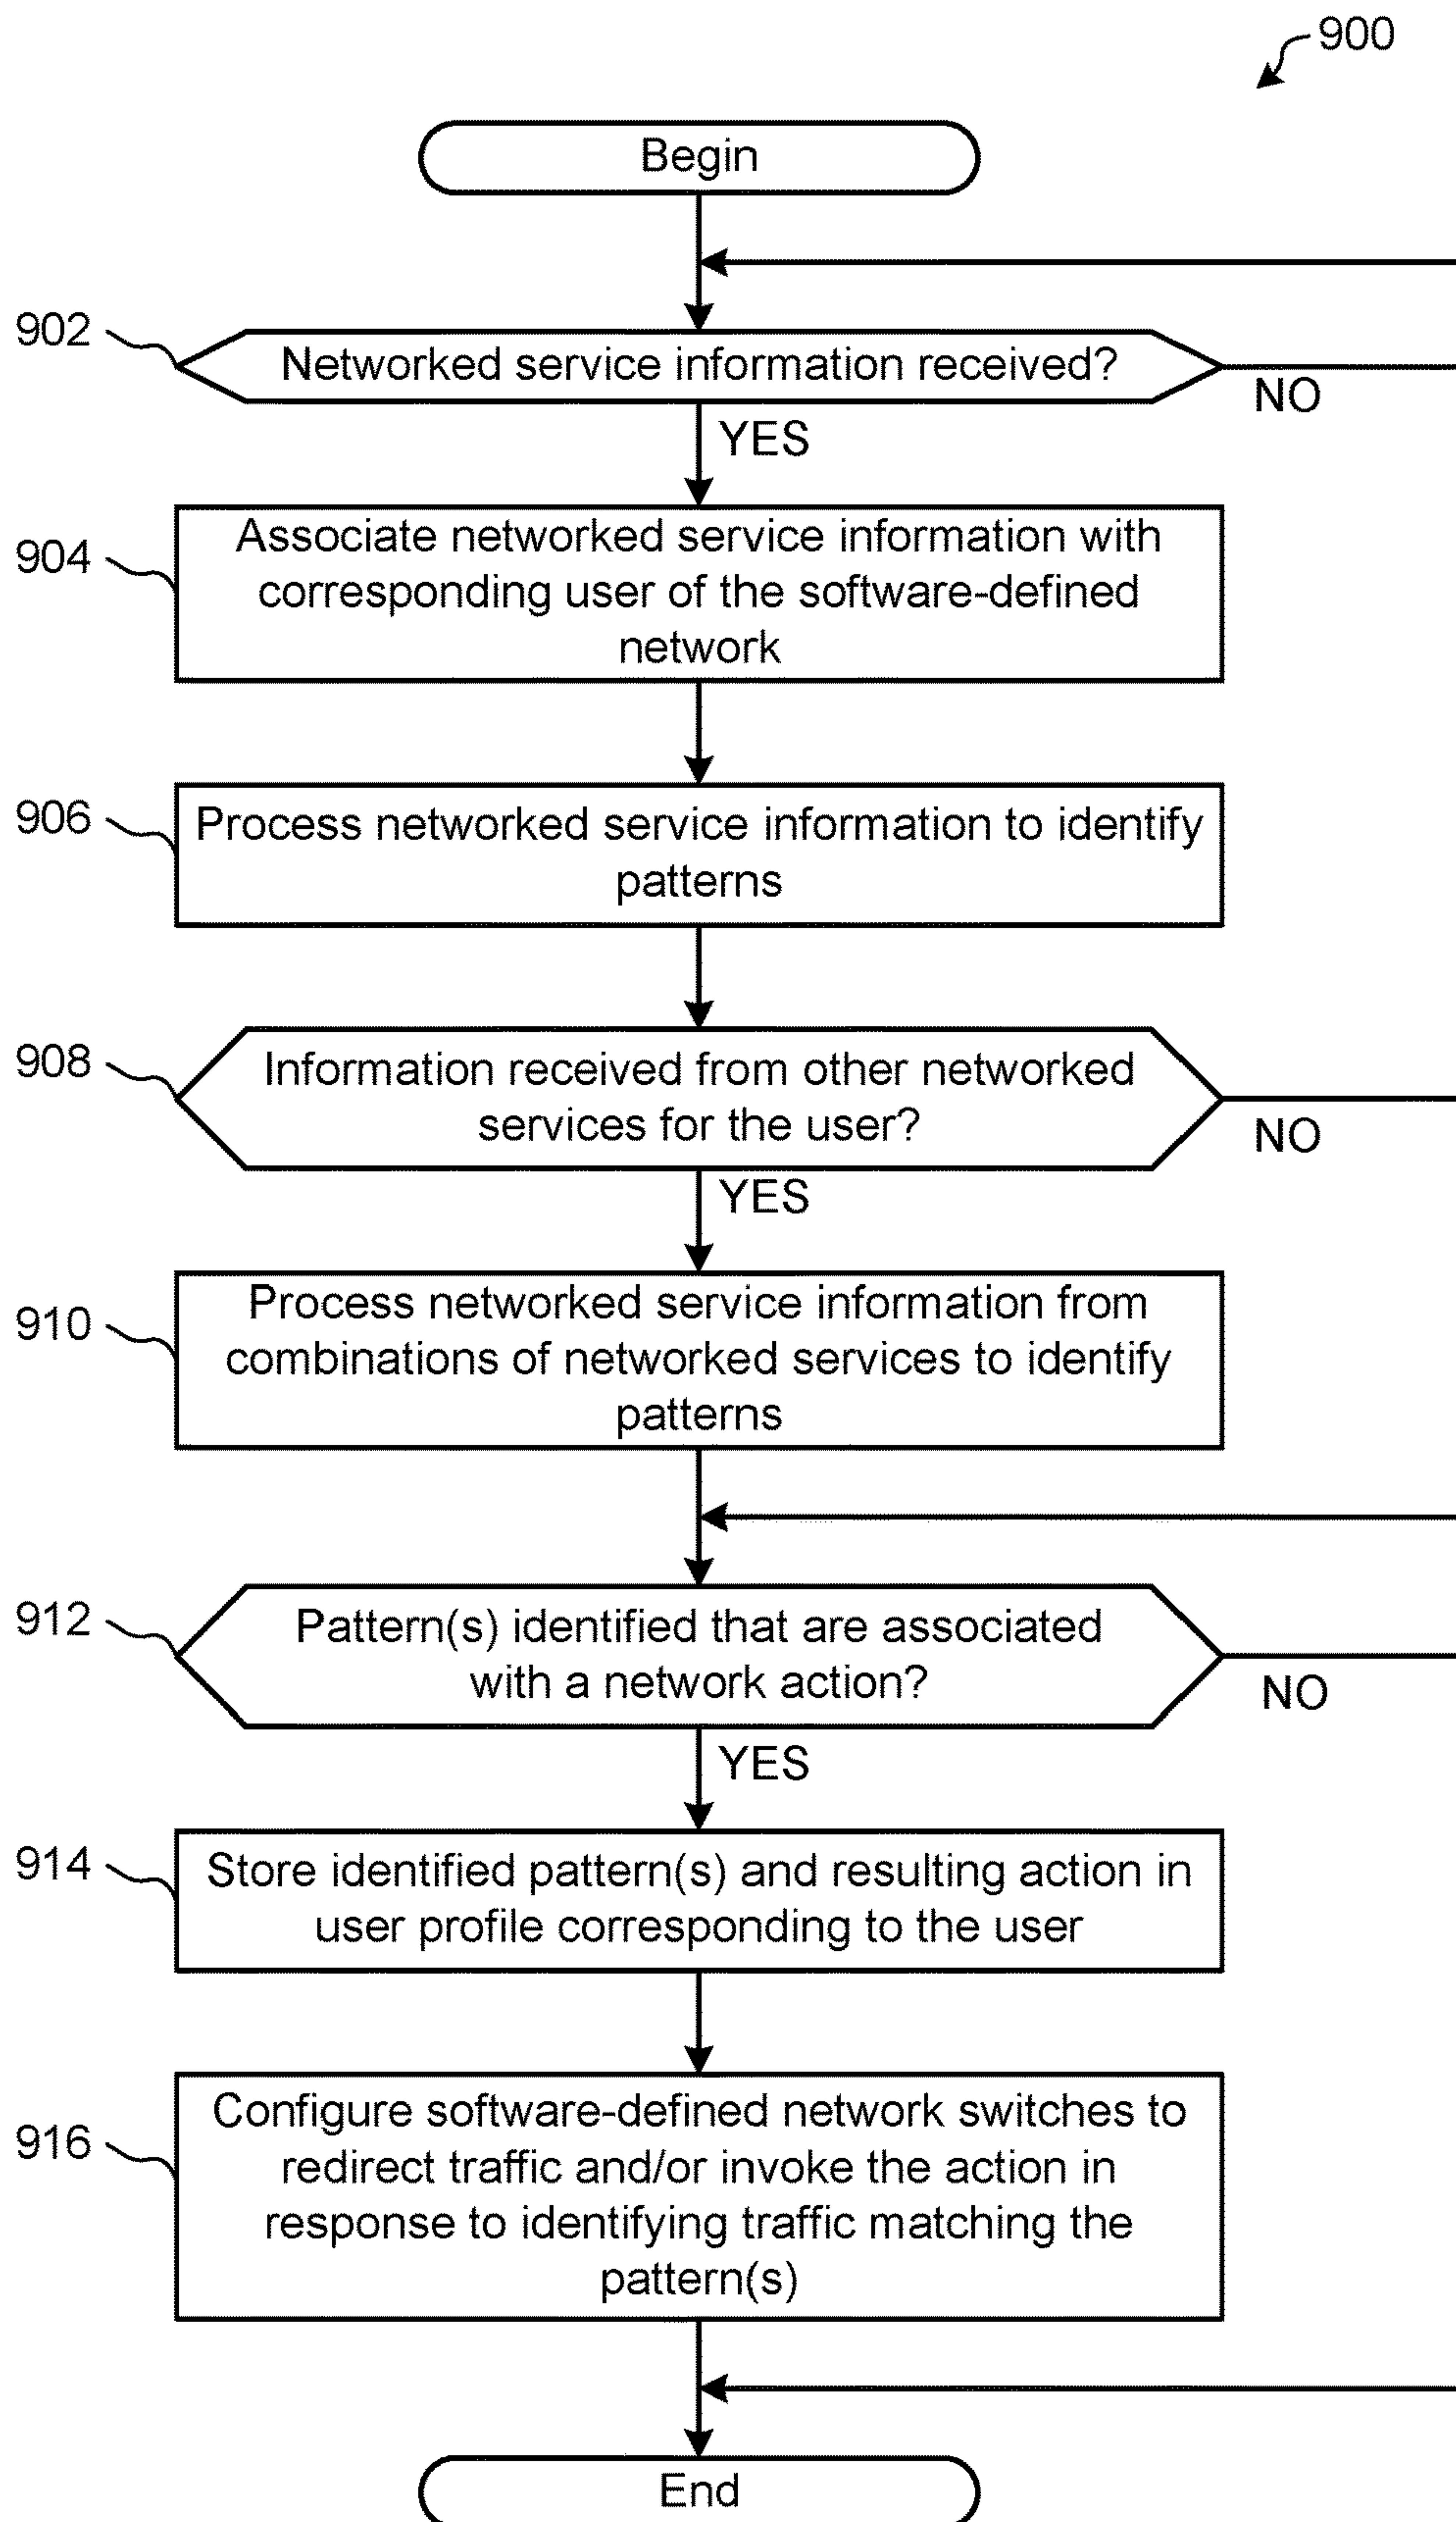 900
Begin
902
Networked service information received?
NO
YES
904
Associate networked service information with
corresponding user of the software-defined
network
906
Process networked service information to identify
patterns
908
Information received from other networked
services for the user?
NO
YES
910
Process networked service information from
combinations of networked services to identify
patterns
912
Pattern(s) identified that are associated
with a network action?
NO
YES
914
Store identified pattern(s) and resulting action in
user profile corresponding to the user
916
Configure software-defined network switches to
redirect traffic and/or invoke the action in
response to identifying traffic matching the
pattern(s)
End